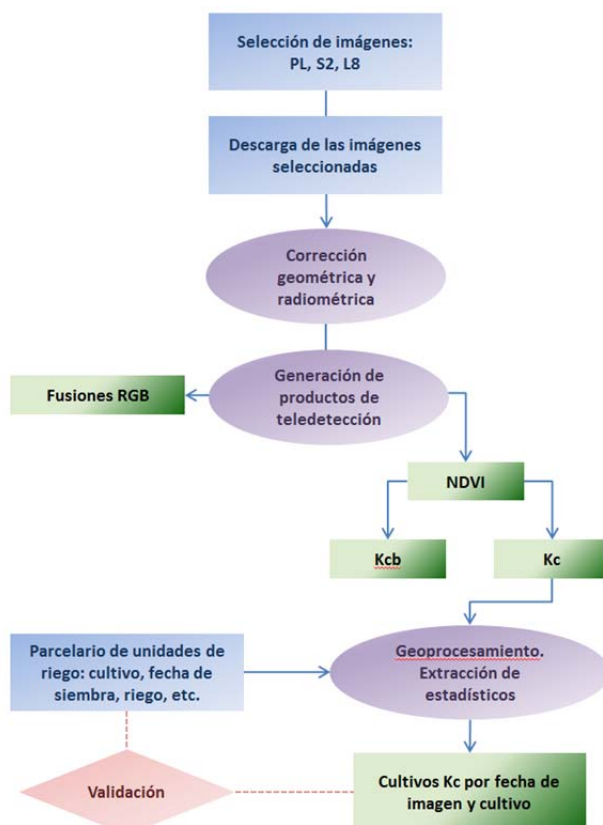 Selección de imágenes:
PL, S2, L8
Descarga de las imágenes
seleccionadas
Corrección
geométrica y
radiométrica
Generación de
productos de
teledetección
Fusiones RGB
NDVI
Kcb
Kc
Parcelario de unidades de
riego: cultivo, fecha de
siembra, riego, etc.
Geoprocesamiento.
Extracción de
estadísticos
Validación
Cultivos Kc por fecha de
imagen y cultivo